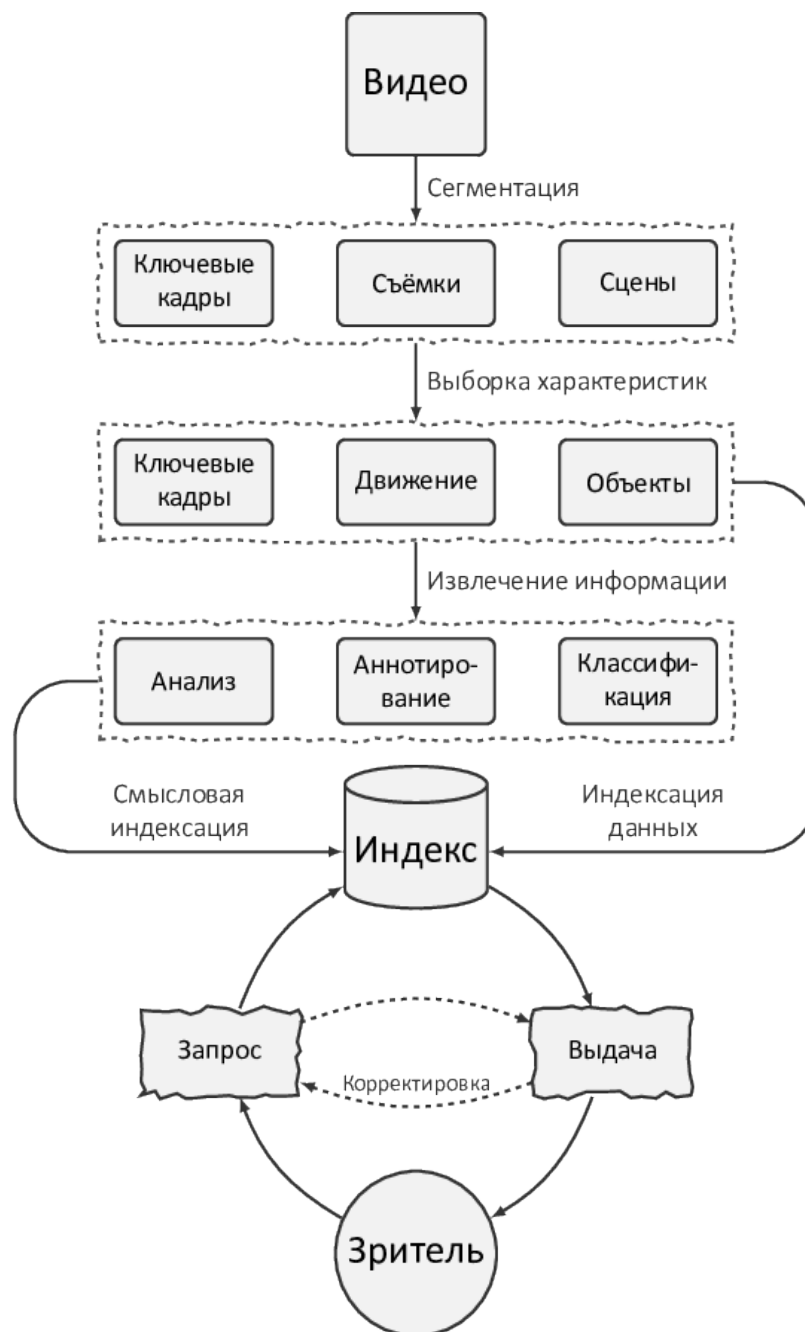 Видео
Сегментация
Ключевые
кадры
Съёмки
Сцены
Выборка характеристик
Ключевые
кадры
Движение
Объекты
Извлечение информации
Анализ
Аннотиро-
вание
Классифи-
кация
Смысловая
индексация
Индексация
данных
Индекс
Запрос
Выдача
Корректировка
Зритель